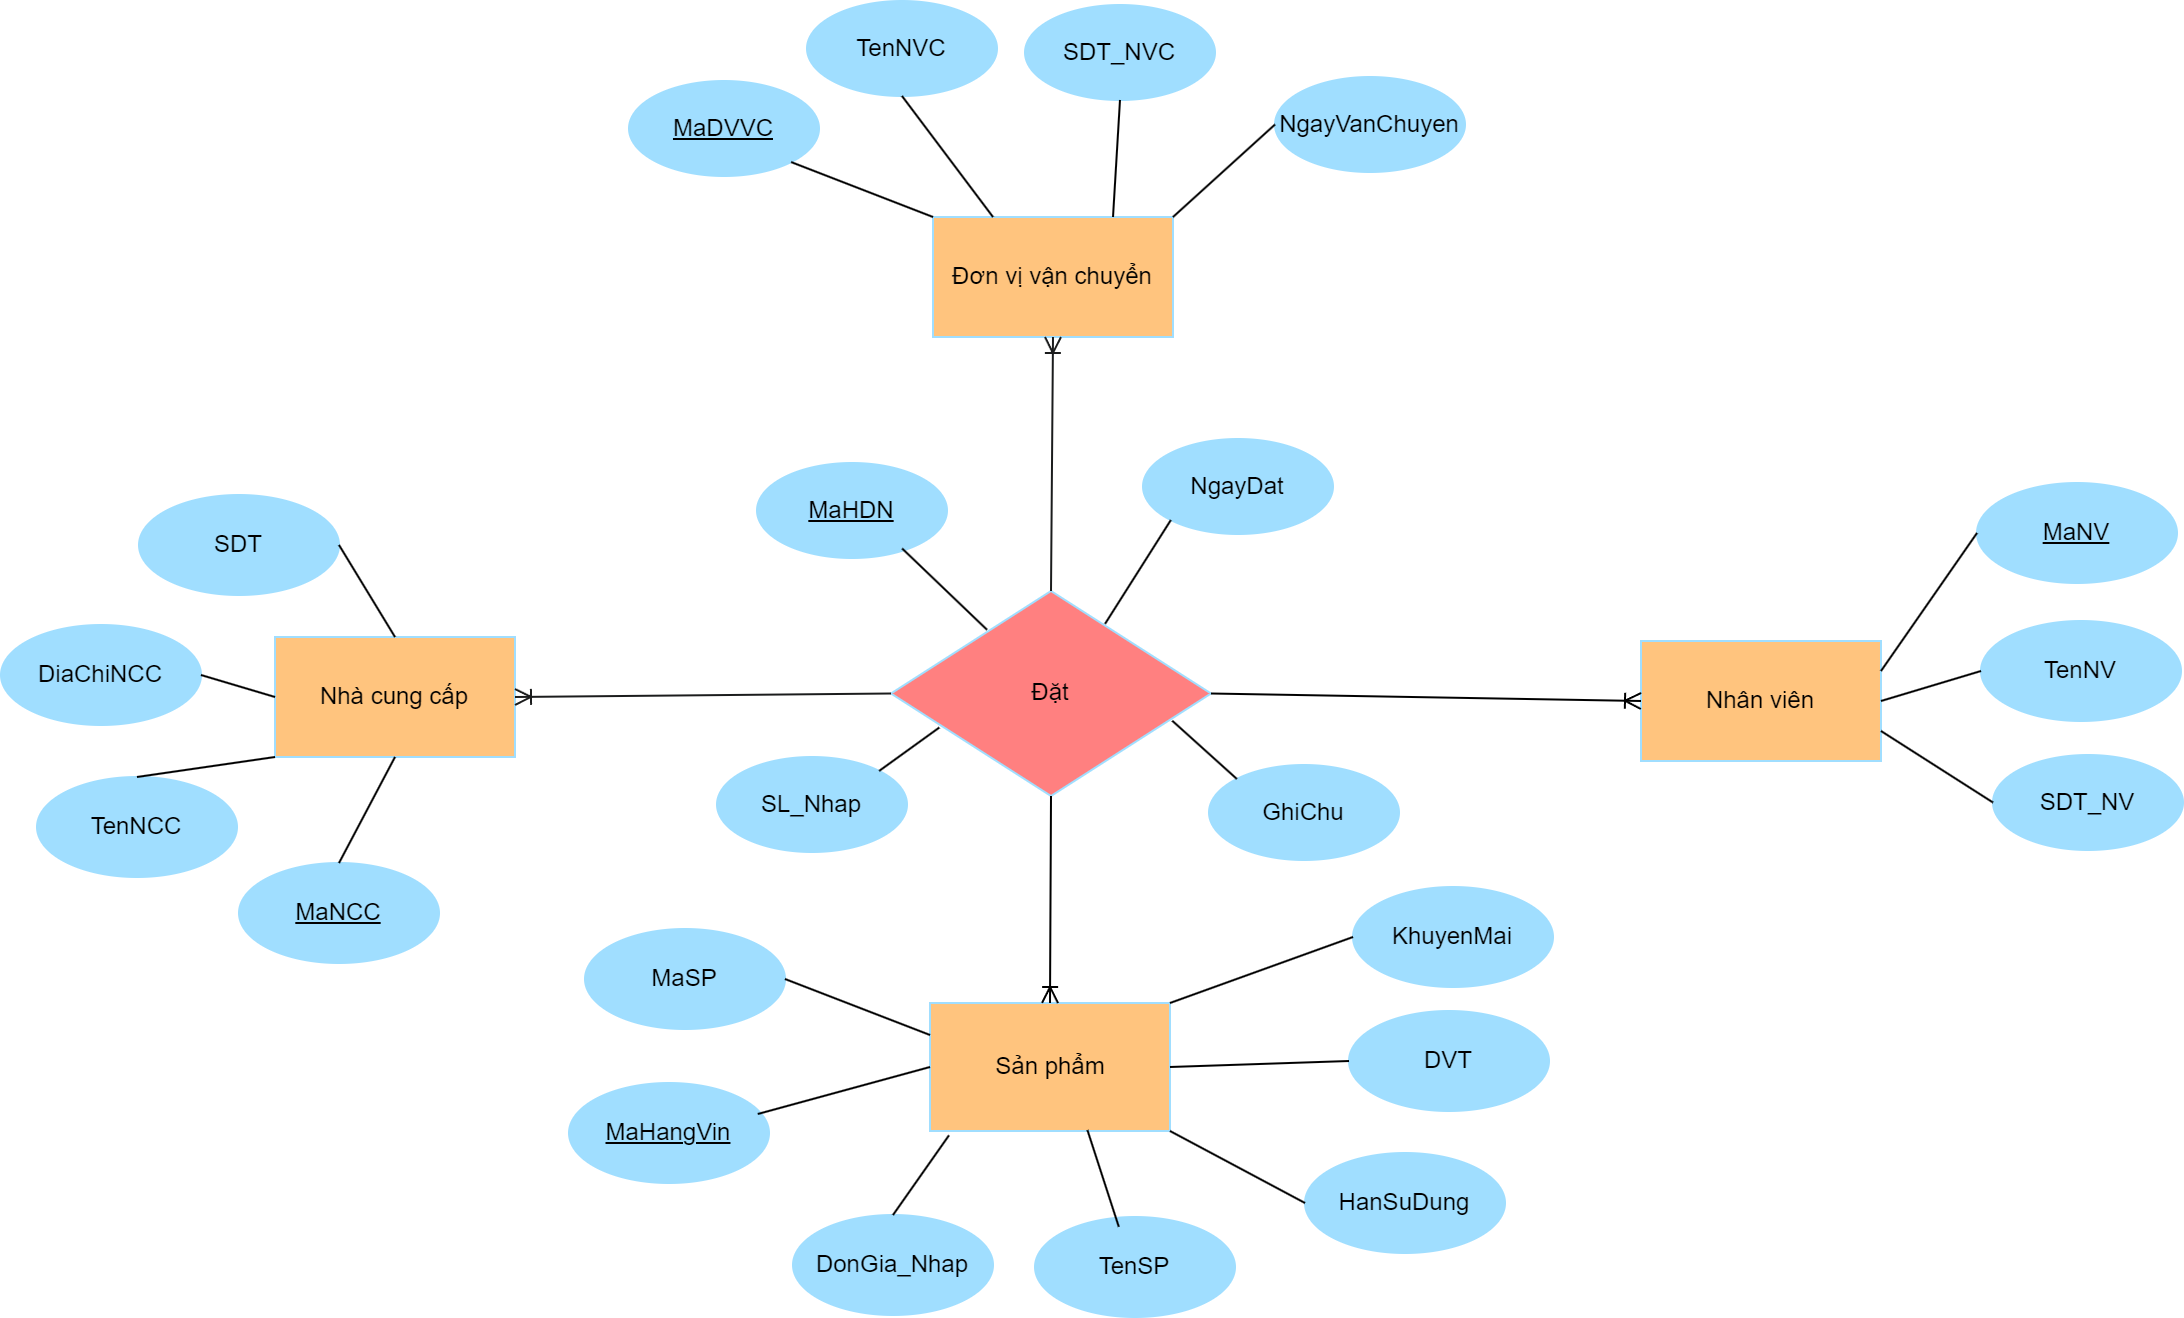 TenNVC
SDT_NVC
MaDVVC
NgayVanChuyen
Đơn vị vận chuyển
MaHDN
NgayDat
SDT
MaNV
DiaChiNCC
Nhà cung cấp
Đặt
Nhân viên
TenNV
TenNCC
SL_Nhap
GhiChu
SDT_NV
MaNCC
MaSP
KhuyenMai
Sản phẩm
DVT
MaHangVin
HanSuDung
DonGia_Nhap
TenSP